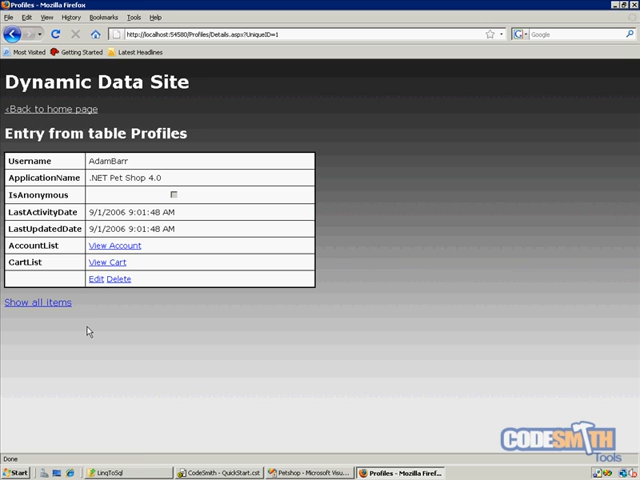 Profiles - Mozilla Firefox
File Edit View History Bookmarks Tools Help
http://localhost:54580/Profiles/Details.aspx?UniqueID=1
Google
Most Visited Getting Started Latest Headlines
Dynamic Data Site
‹Back to home page
Entry from table Profiles
Username AdamBarr
ApplicationName .NET Pet Shop 4.0
IsAnonymous
LastActivityDate 9/1/2006 9:01:48 AM
LastUpdatedDate 9/1/2006 9:01:48 AM
AccountList View Account
CartList View Cart
Edit Delete
Show all items
CODESMITH
Tools
Done
Start LinqToSql CodeSmith - QuickStart.cst Petshop - Microsoft Visu... Profiles - Mozilla Firef...